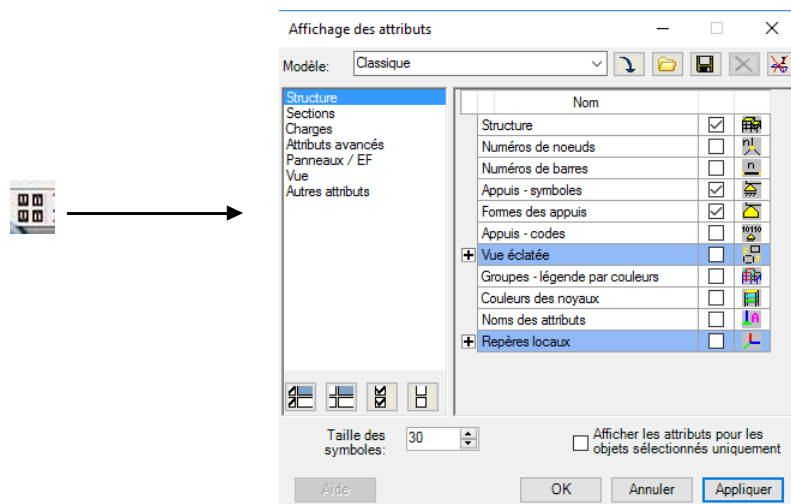 Affichage des attributs
Modèle: Classique
Structure
Sections
Charges
Attributs avancés
Panneaux / EF
Vue
Autres attributs
Nom
Structure
Numéros de noeuds
Numéros de barres
Appuis - symboles
Formes des appuis
Appuis - codes
Vue éclatée
Groupes - légende par couleurs
Couleurs des noyaux
Noms des attributs
Repères locaux
Taille des
symboles:
30
Afficher les attributs pour les
objets sélectionnés uniquement
Aide
OK
Annuler
Appliquer